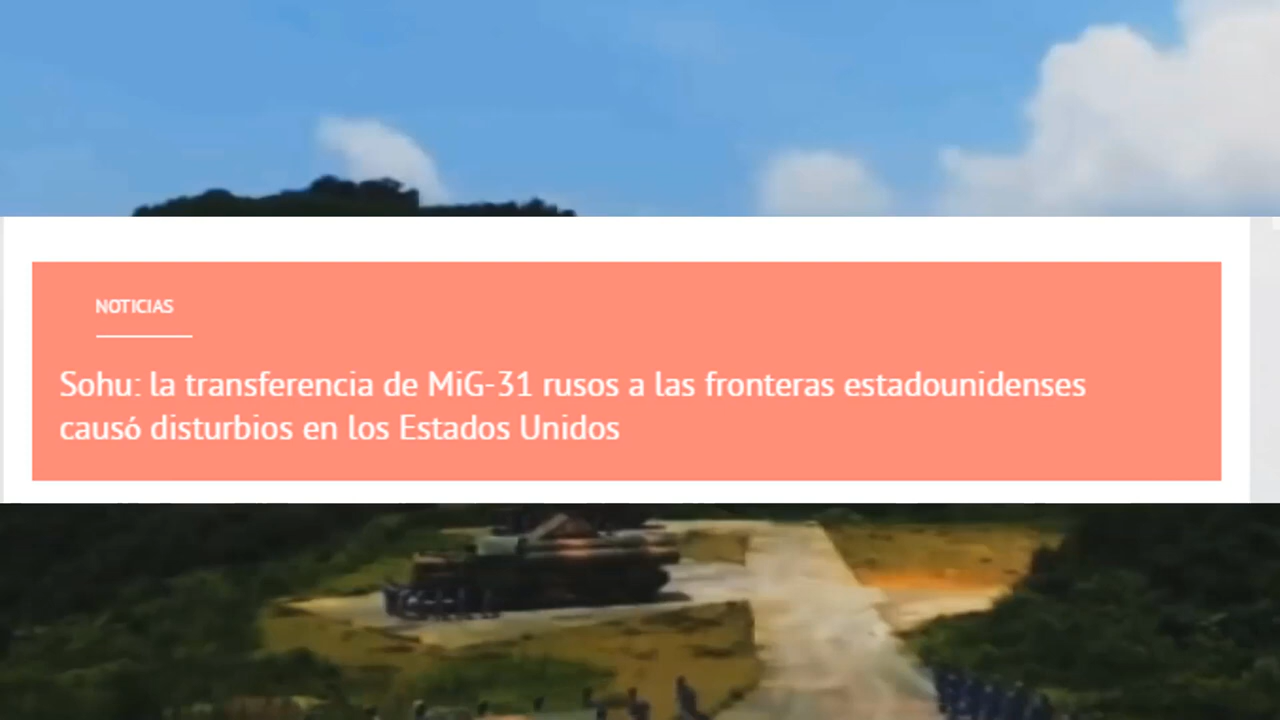 NOTICIAS
Sohu: la transferencia de MiG-31 rusos a las fronteras estadounidenses
causó disturbios en los Estados Unidos